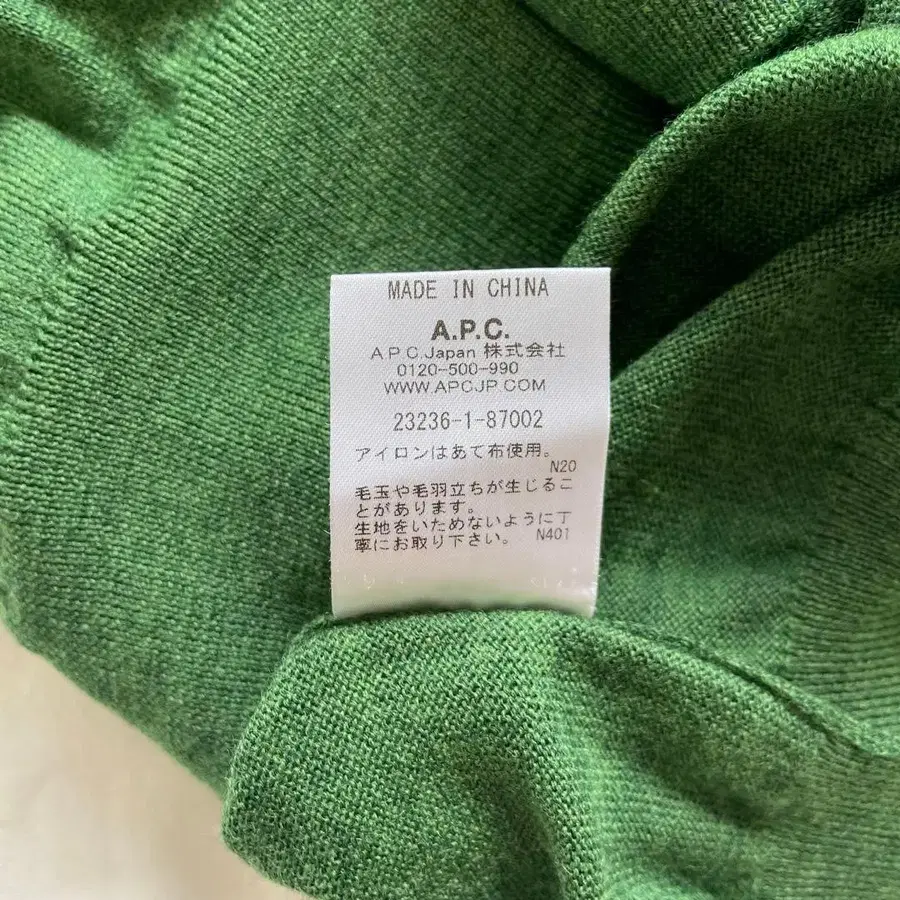 MADE IN CHINA
A.P.C.
A.P.C.Japan 株式会社
0120-500-990
WWW.APCJP.COM
23236-1-87002
アイロンはあて布使用。
N20
毛玉や毛羽立ちが生じるこ
とがあります。
生地をいためないように丁
寧にお取り下さい。 N401